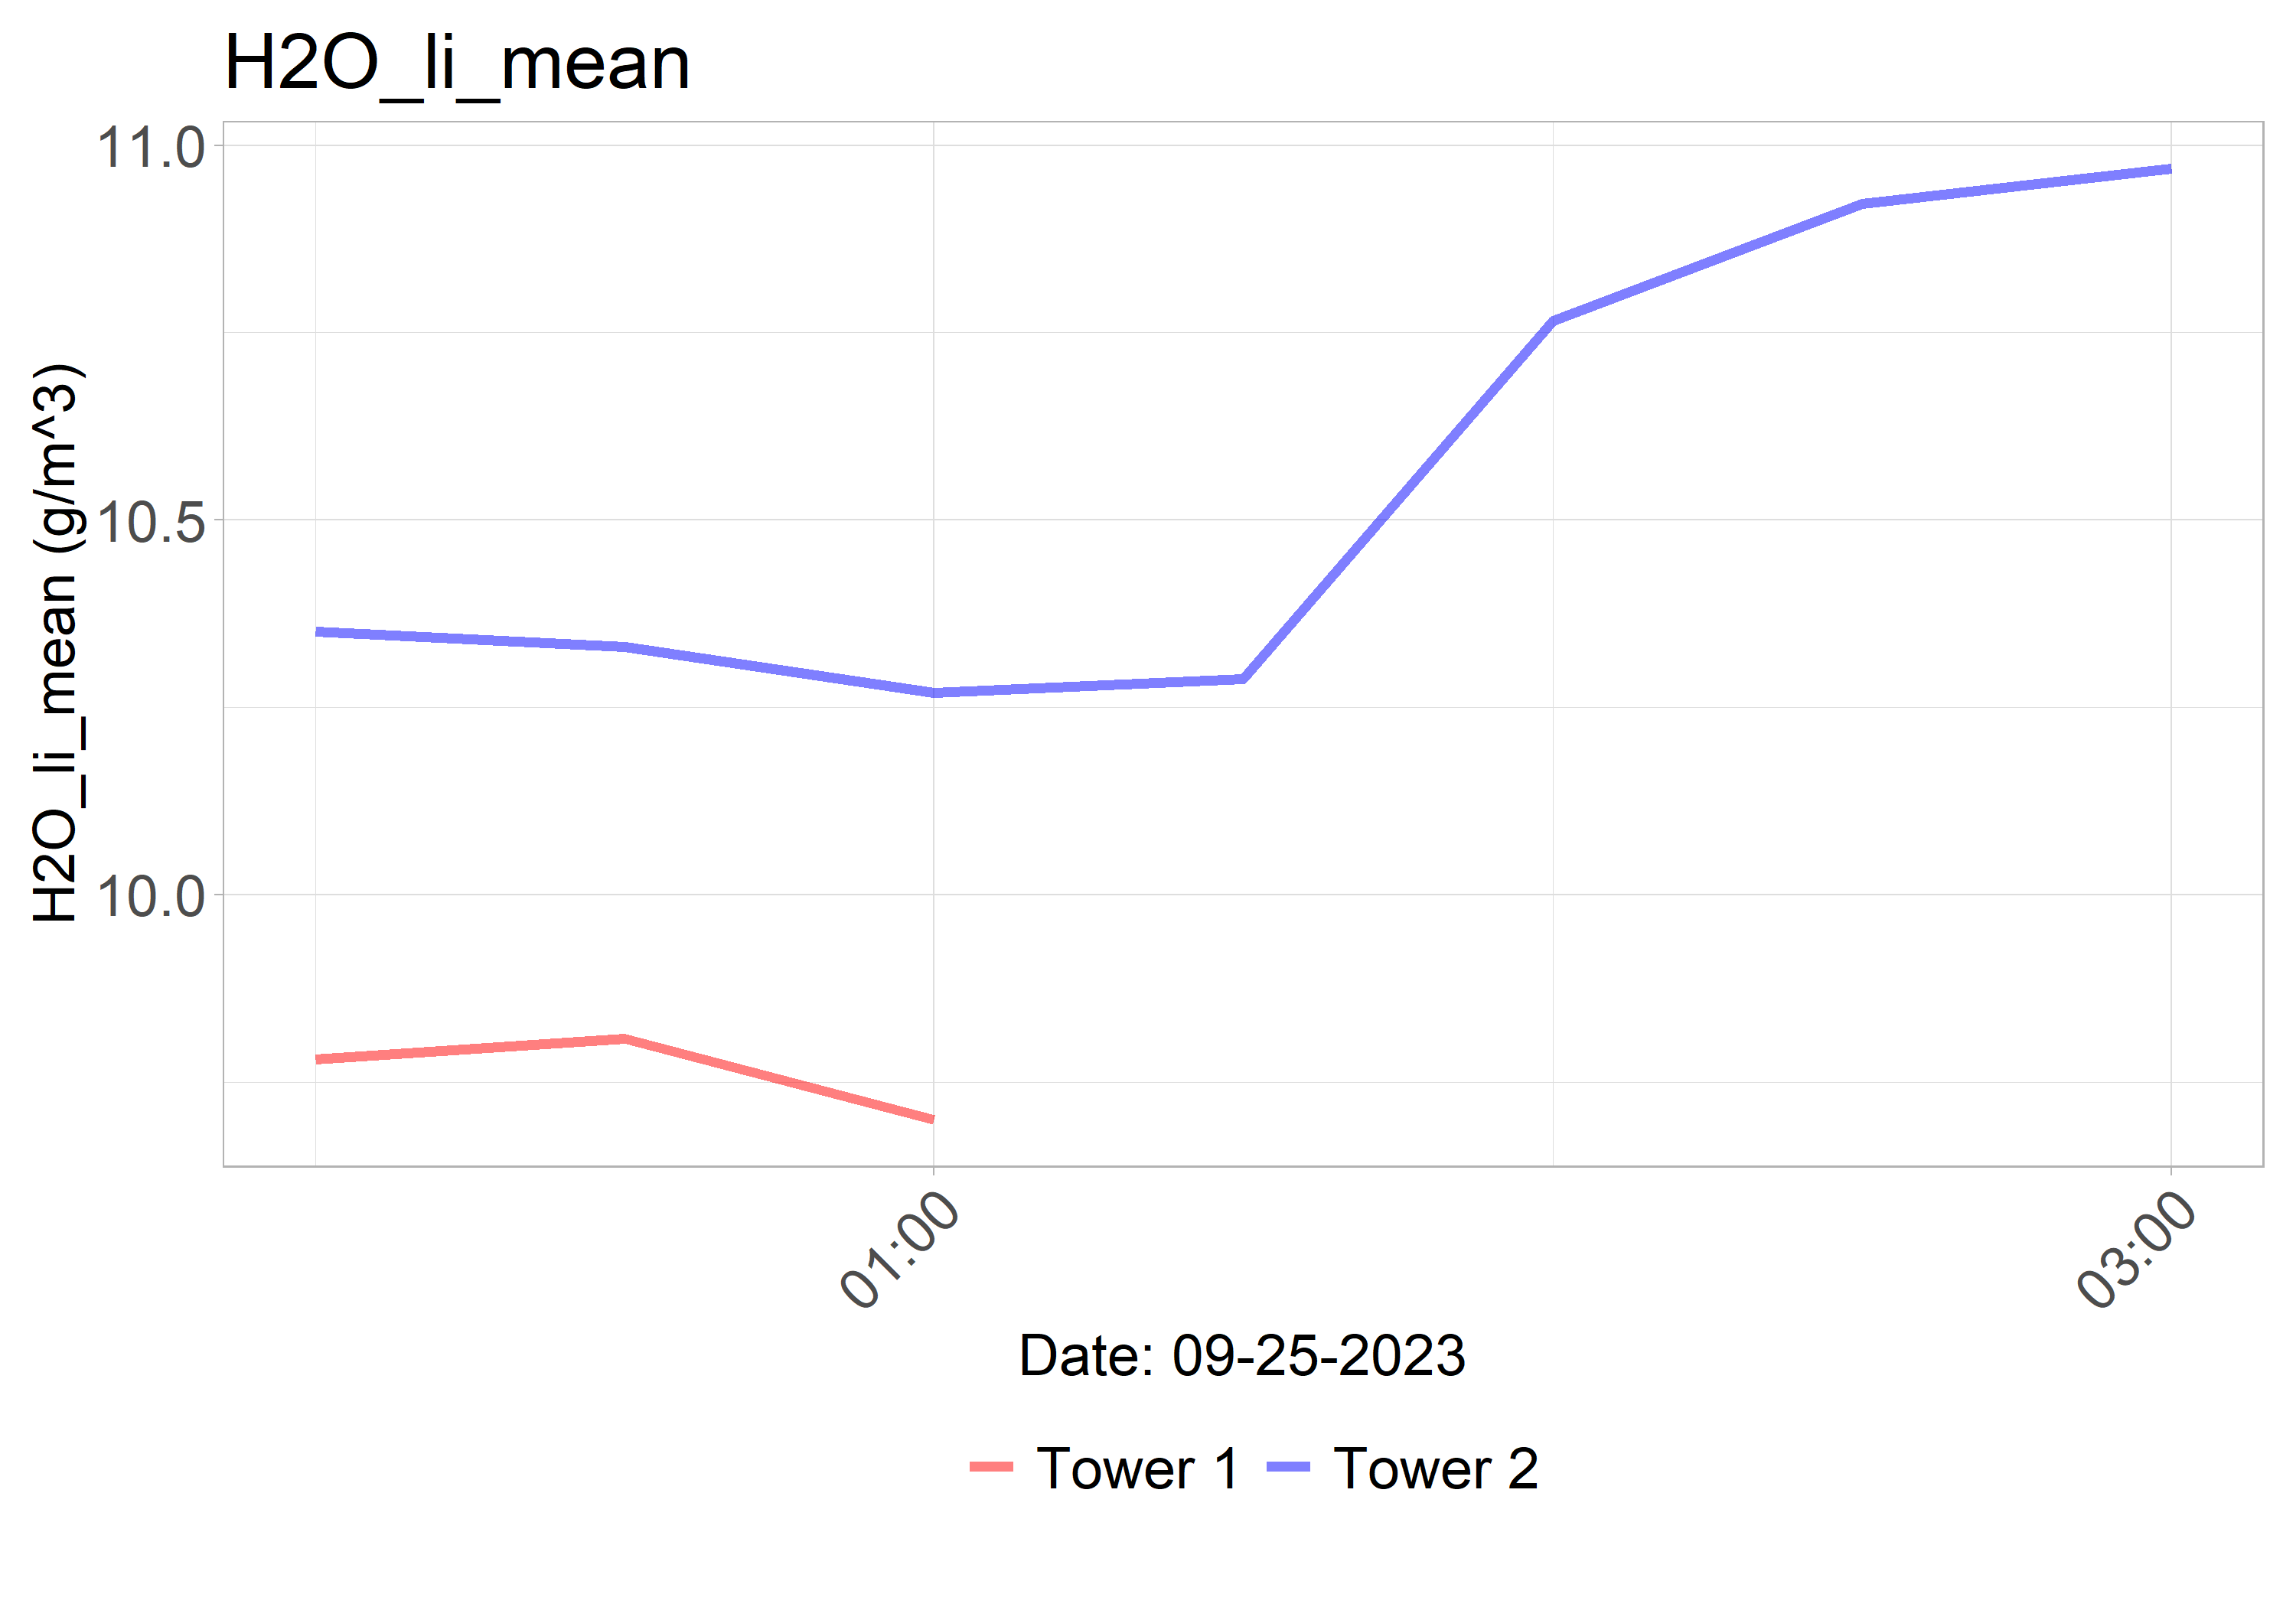 H2O_li_mean
11.0
10.5
10.0
H2O_li_mean (g/m^3)
01:00
03:00
Date: 09-25-2023
Tower 1 Tower 2